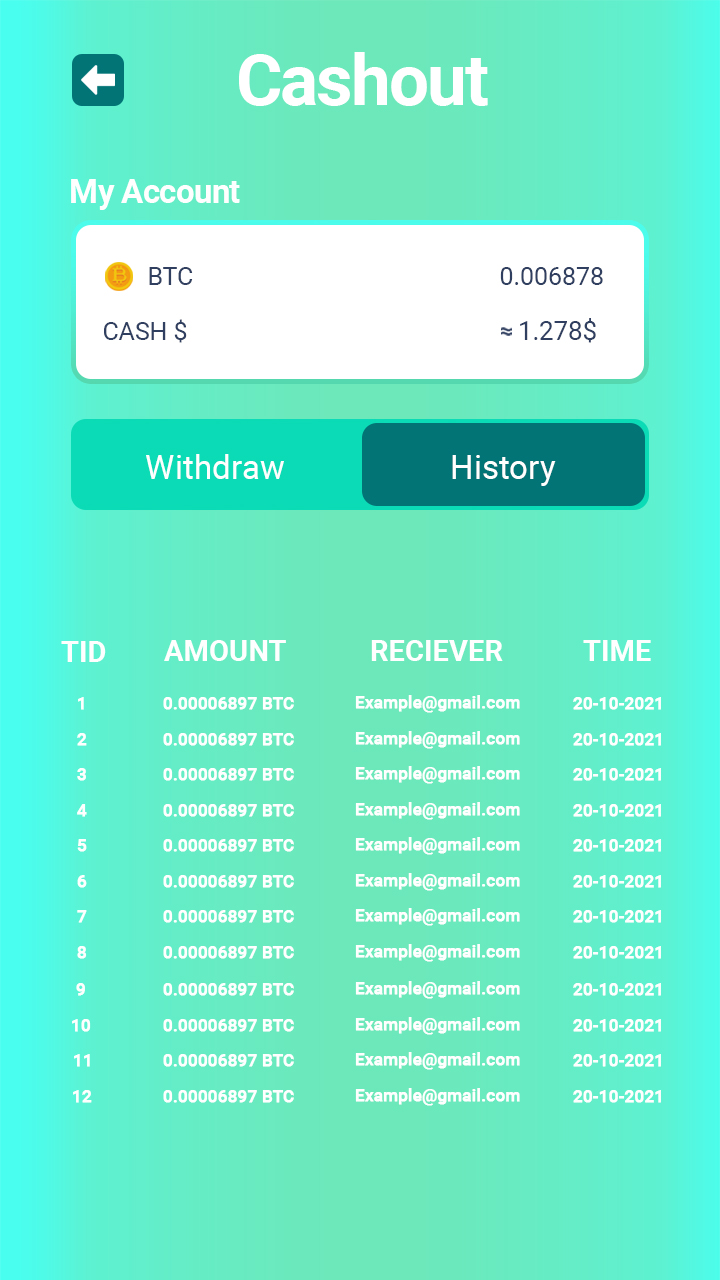 Cashout
My Account
BTC 0.006878
CASH $ ≈ 1.278$
Withdraw History
TID AMOUNT RECIEVER TIME
1 0.00006897 BTC Example@gmail.com 20-10-2021
2 0.00006897 BTC Example@gmail.com 20-10-2021
3 0.00006897 BTC Example@gmail.com 20-10-2021
4 0.00006897 BTC Example@gmail.com 20-10-2021
5 0.00006897 BTC Example@gmail.com 20-10-2021
6 0.00006897 BTC Example@gmail.com 20-10-2021
7 0.00006897 BTC Example@gmail.com 20-10-2021
8 0.00006897 BTC Example@gmail.com 20-10-2021
9 0.00006897 BTC Example@gmail.com 20-10-2021
10 0.00006897 BTC Example@gmail.com 20-10-2021
11 0.00006897 BTC Example@gmail.com 20-10-2021
12 0.00006897 BTC Example@gmail.com 20-10-2021